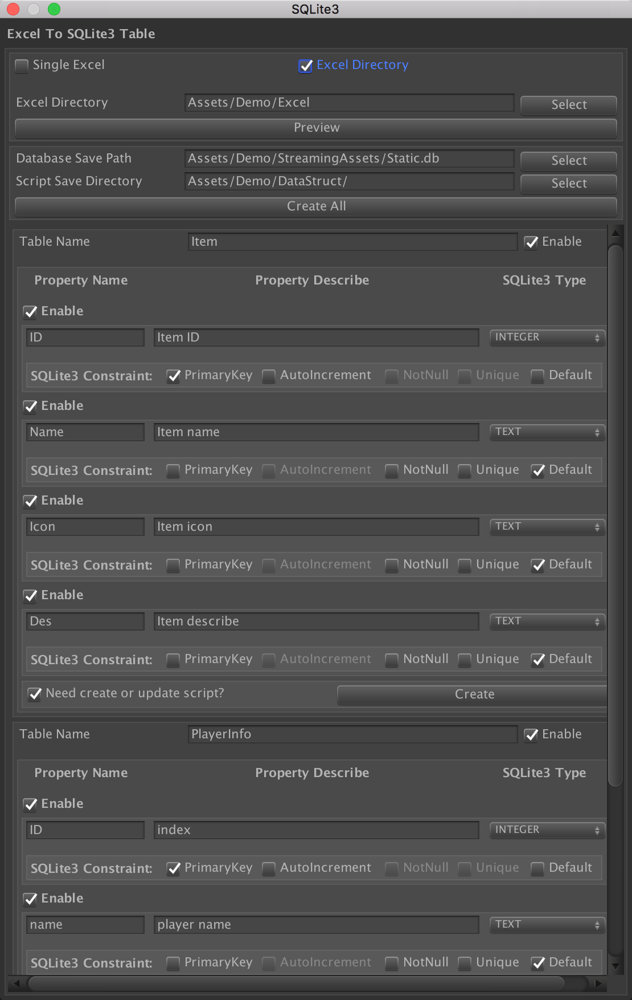 SQLite3
Excel To SQLite3 Table
Single Excel Excel Directory
Excel Directory Assets/Demo/Excel Select
Preview
Database Save Path Assets/Demo/StreamingAssets/Static.db Select
Script Save Directory Assets/Demo/DataStruct/ Select
Create All
Table Name Item Enable
Property Name Property Describe SQLite3 Type
Enable
ID Item ID INTEGER
SQLite3 Constraint: PrimaryKey AutoIncrement NotNull Unique Default
Enable
Name Item name TEXT
SQLite3 Constraint: PrimaryKey AutoIncrement NotNull Unique Default
Enable
Icon Item icon TEXT
SQLite3 Constraint: PrimaryKey AutoIncrement NotNull Unique Default
Enable
Des Item describe TEXT
SQLite3 Constraint: PrimaryKey AutoIncrement NotNull Unique Default
Need create or update script? Create
Table Name PlayerInfo Enable
Property Name Property Describe SQLite3 Type
Enable
ID index INTEGER
SQLite3 Constraint: PrimaryKey AutoIncrement NotNull Unique Default
Enable
name player name TEXT
SQLite3 Constraint: PrimaryKey AutoIncrement NotNull Unique Default